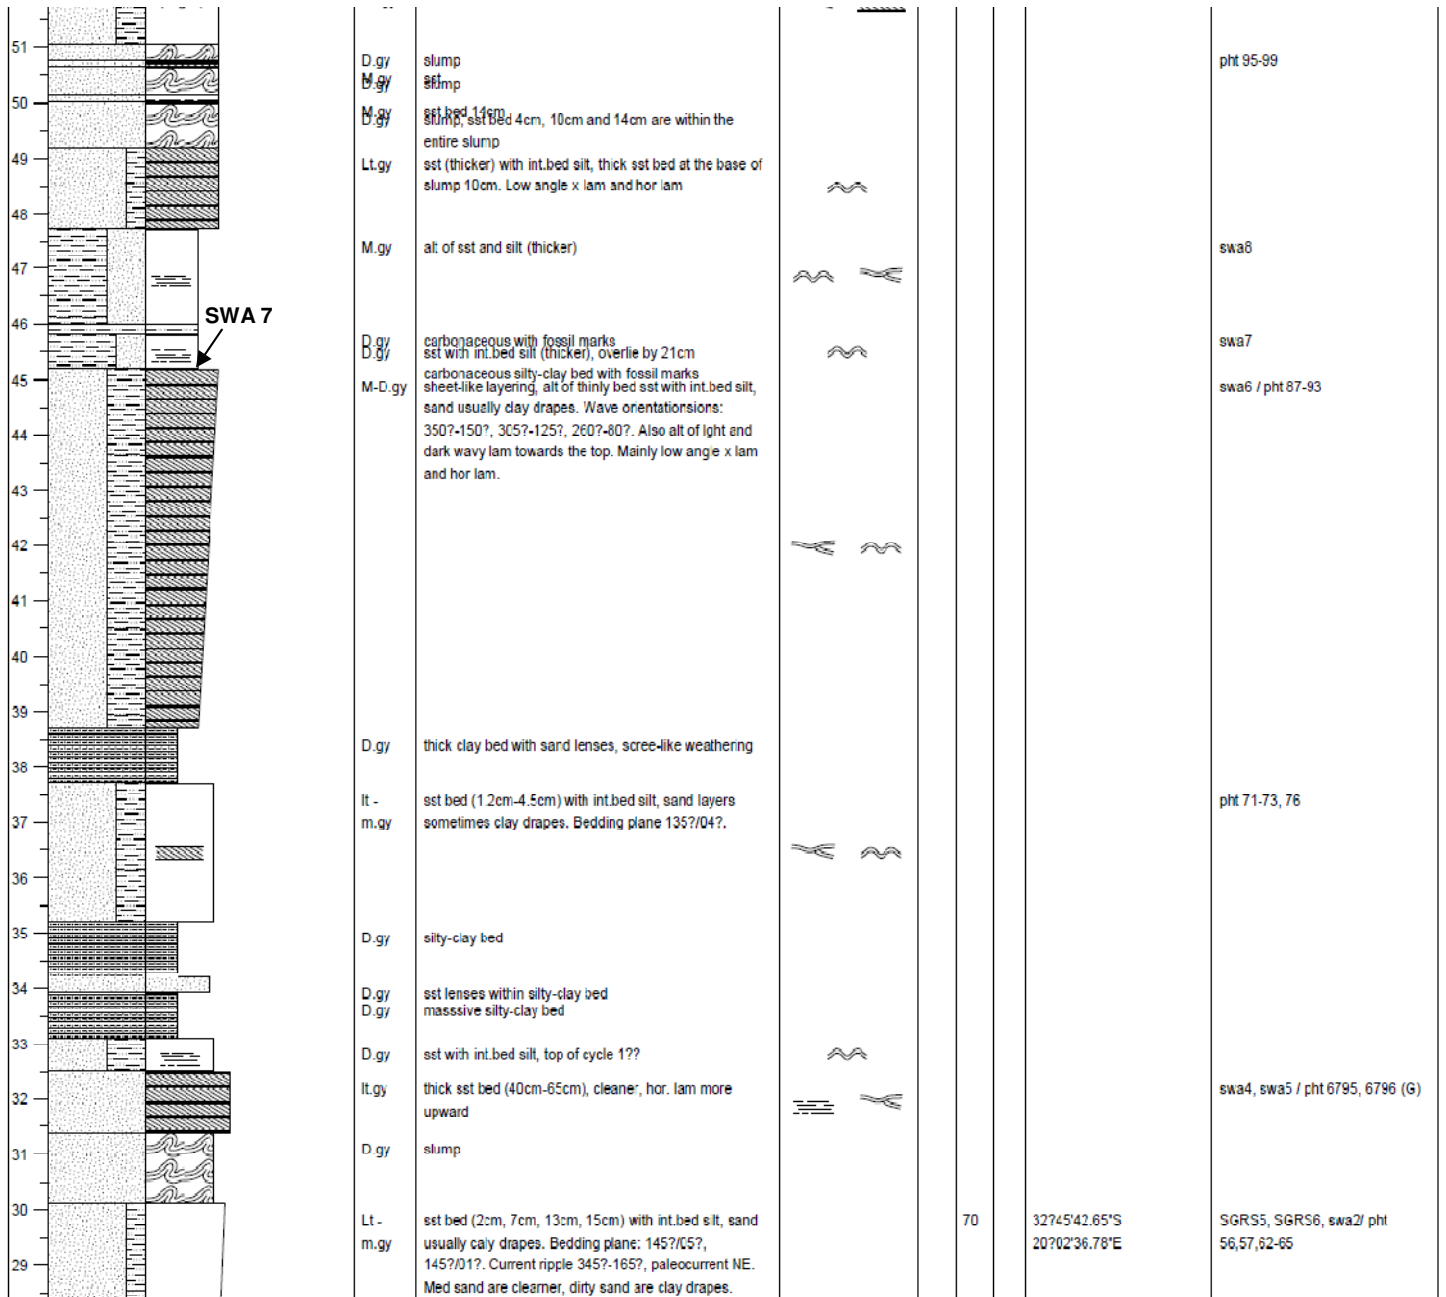 51
D.gy slump pht 95-99
M.gy sst
D.gy slump
50
M.gy sst bed 14cm
D.gy slump, sst bed 4cm, 10cm and 14cm are within the
entire slump
49
Lt.gy sst (thicker) with int.bed silt, thick sst bed at the base of
slump 10cm. Low angle x lam and hor lam
48
M.gy alt of sst and silt (thicker) swa8
47
46
SWA 7
D.gy carbonaceous with fossil marks swa7
D.gy sst with int.bed silt (thicker), overlie by 21cm
carbonaceous silty-clay bed with fossil marks
45
M-D.gy sheet-like layering, alt of thinly bed sst with int.bed silt, swa6 / pht 87-93
sand usually clay drapes. Wave orientationsions:
350?-150?, 305?-125?, 260?-80?. Also alt of lght and
44
dark wavy lam towards the top. Mainly low angle x lam
and hor lam.
43
42
41
40
39
D.gy thick clay bed with sand lenses, scree-like weathering
38
lt - sst bed (1.2cm-4.5cm) with int.bed silt, sand layers pht 71-73, 76
37
m.gy sometimes clay drapes. Bedding plane 135?/04?.
36
35
D.gy silty-clay bed
34
D.gy sst lenses within silty-clay bed
D.gy masssive silty-clay bed
33
D.gy sst with int.bed silt, top of cycle 1??
lt.gy thick sst bed (40cm-65cm), cleaner, hor. lam more swa4, swa5 / pht 6795, 6796 (G)
32
upward
31
D.gy slump
30
Lt - sst bed (2cm, 7cm, 13cm, 15cm) with int.bed silt, sand 70 32?45'42.65"S SGRS5, SGRS6, swa2/ pht
m.gy usually caly drapes. Bedding plane: 145?/05?, 20?02'36.78"E 56,57,62-65
29
145?/01?. Current ripple 345?-165?, paleocurrent NE.
Med sand are clearner, dirty sand are clay drapes.